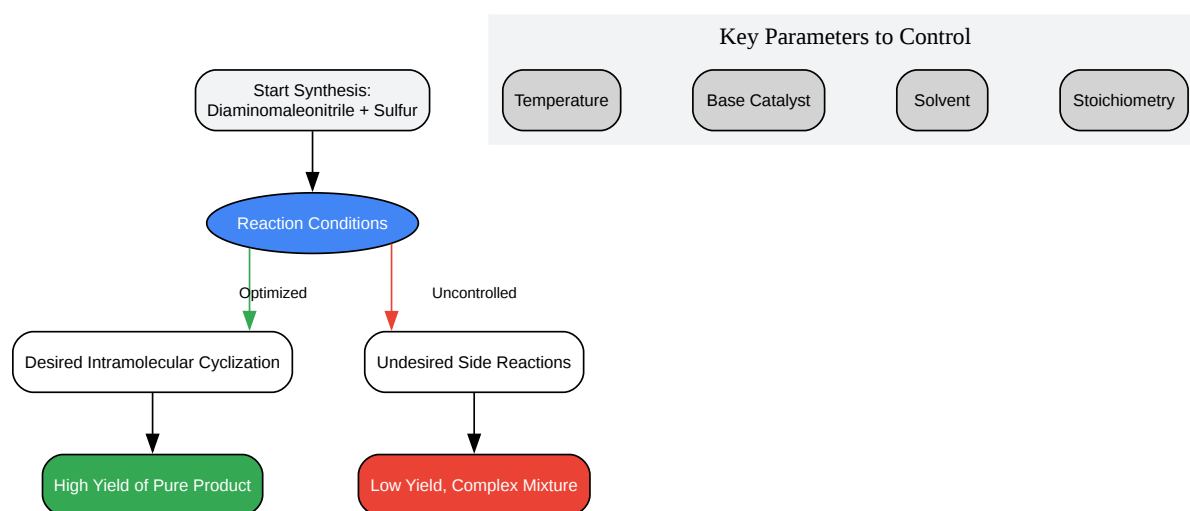 Key Parameters to Control
Start Synthesis:
Diaminomaleonitrile + Sulfur
Temperature
Base Catalyst
Solvent
Stoichiometry
Reaction Conditions
Optimized
Uncontrolled
Desired Intramolecular Cyclization
Undesired Side Reactions
High Yield of Pure Product
Low Yield, Complex Mixture